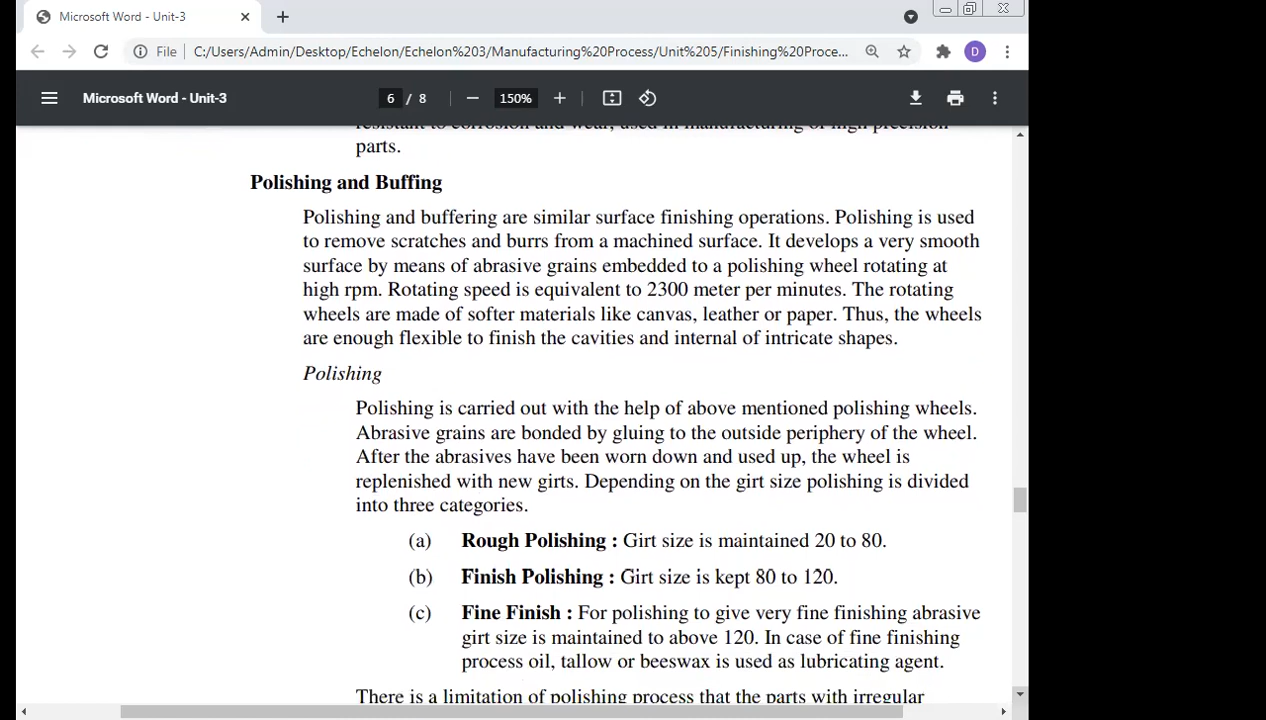 Microsoft Word - Unit-3
File C:/Users/Admin/Desktop/Echelon/Echelon%203/Manufacturing%20Process/Unit%205/Finishing%20Proce...
D
Microsoft Word - Unit-3 6 / 8 150%
resistant to corrosion and wear, used in manufacturing of high precision
parts.
Polishing and Buffing
Polishing and buffering are similar surface finishing operations. Polishing is used
to remove scratches and burrs from a machined surface. It develops a very smooth
surface by means of abrasive grains embedded to a polishing wheel rotating at
high rpm. Rotating speed is equivalent to 2300 meter per minutes. The rotating
wheels are made of softer materials like canvas, leather or paper. Thus, the wheels
are enough flexible to finish the cavities and internal of intricate shapes.
Polishing
Polishing is carried out with the help of above mentioned polishing wheels.
Abrasive grains are bonded by gluing to the outside periphery of the wheel.
After the abrasives have been worn down and used up, the wheel is
replenished with new girts. Depending on the girt size polishing is divided
into three categories.
(a) Rough Polishing : Girt size is maintained 20 to 80.
(b) Finish Polishing : Girt size is kept 80 to 120.
(c) Fine Finish : For polishing to give very fine finishing abrasive
girt size is maintained to above 120. In case of fine finishing
process oil, tallow or beeswax is used as lubricating agent.
There is a limitation of polishing process that the parts with irregular